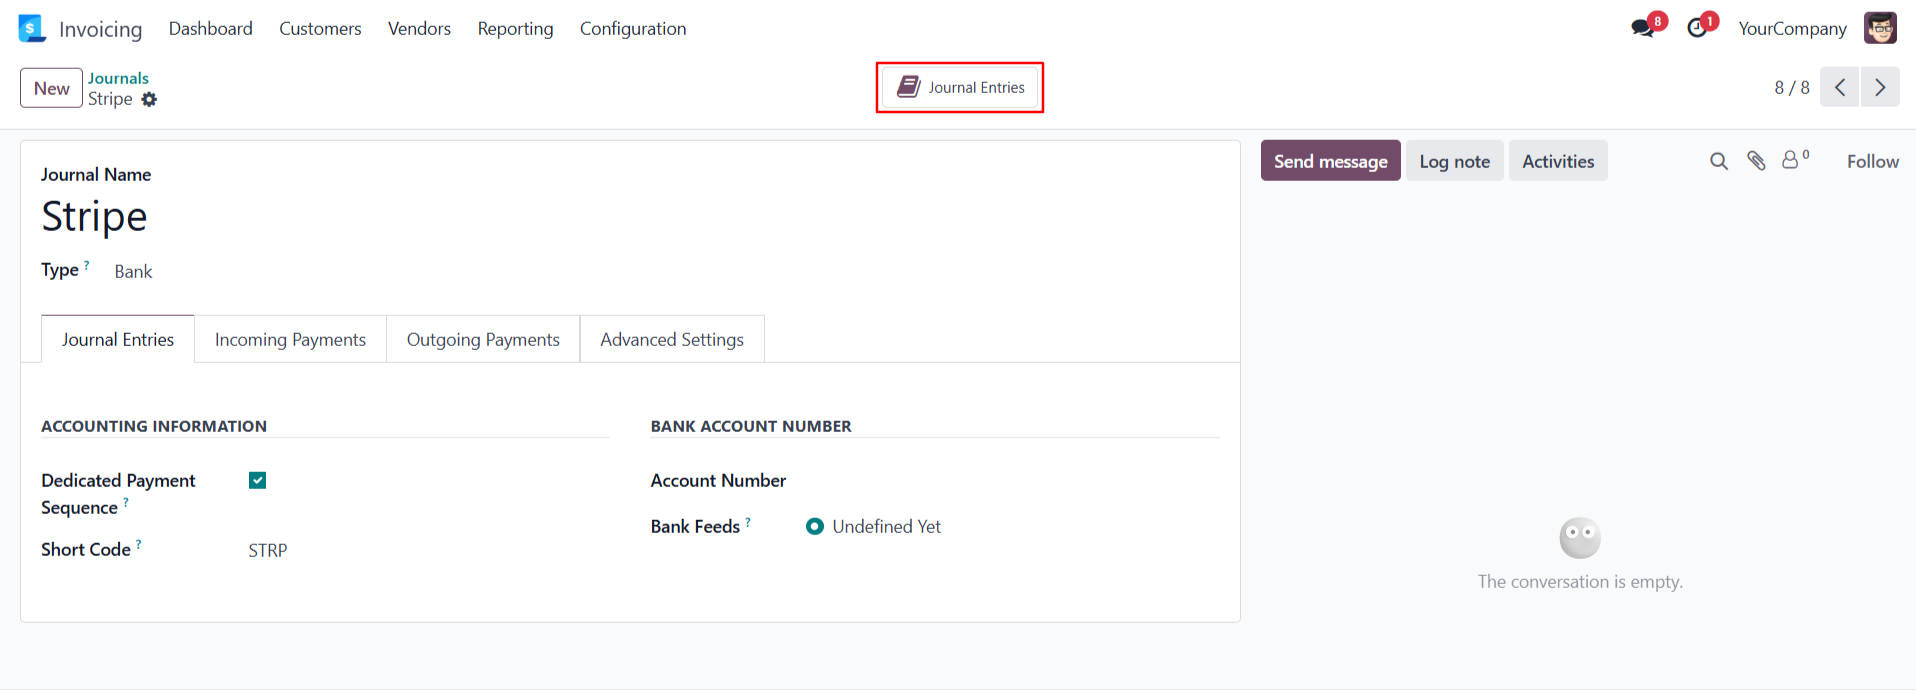 Invoicing Dashboard Customers Vendors Reporting Configuration 8 1 YourCompany
New Journals
Stripe
Journal Entries
8 / 8
Send message Log note Activities 0 Follow
Journal Name
Stripe
Type ? Bank
Journal Entries Incoming Payments Outgoing Payments Advanced Settings
ACCOUNTING INFORMATION
Dedicated Payment
Sequence ?
Short Code ? STRP
BANK ACCOUNT NUMBER
Account Number
Bank Feeds ? Undefined Yet
The conversation is empty.